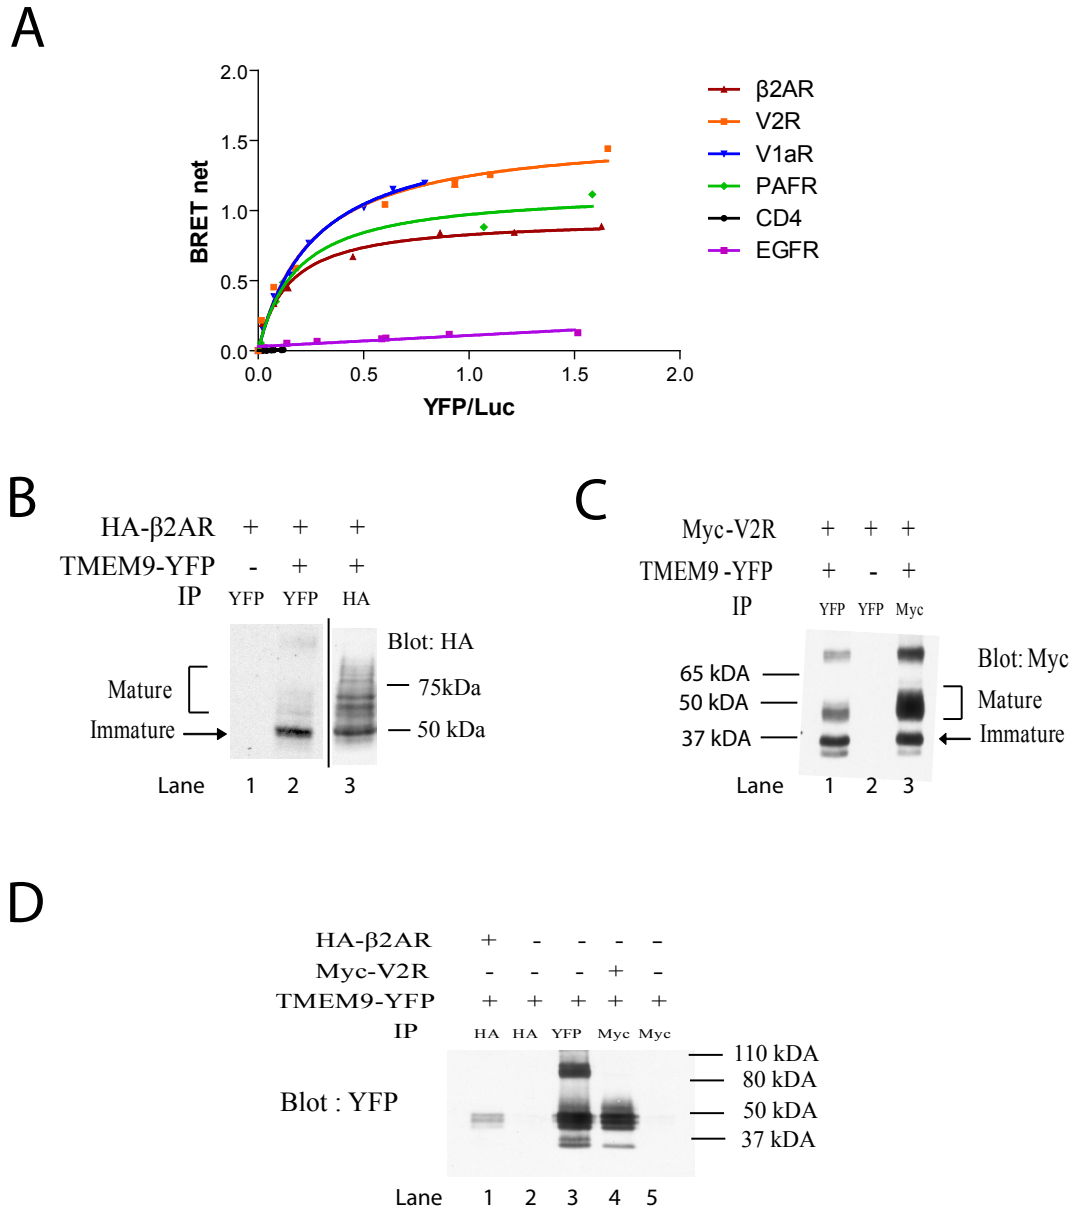 A
2.0
1.5
1.0
0.5
0.0
BRET net
0.0 0.5 1.0 1.5 2.0
YFP/Luc
β2AR
V2R
V1aR
PAFR
CD4
EGFR
B
HA-β2AR + + +
TMEM9-YFP - + +
IP YFP YFP HA
Blot: HA
Mature
75kDa
Immature
50 kDa
Lane 1 2 3
C
Myc-V2R + + +
TMEM9 -YFP + - +
IP YFP YFP Myc
Blot: Myc
65 kDA
50 kDA
Mature
37 kDA
Immature
Lane 1 2 3
D
HA-β2AR + - - - -
Myc-V2R - - - + -
TMEM9-YFP + + + + +
IP HA HA YFP Myc Myc
110 kDA
80 kDA
Blot : YFP
50 kDA
37 kDA
Lane 1 2 3 4 5